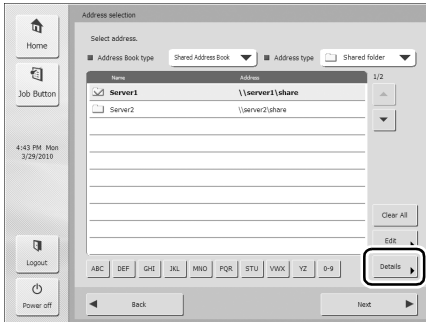 Address selection
Home
Select address.
Address Book type Shared Address Book Address type Shared folder
Name Address 1/2
Server1 \\server1\share
Server2 \\server2\share
Job Button
4:43 PM Mon
3/29/2010
Clear All
Edit
Details
Logout
ABC DEF GHI JKL MNO PQR STU VWX YZ 0-9
Power off
Back Next